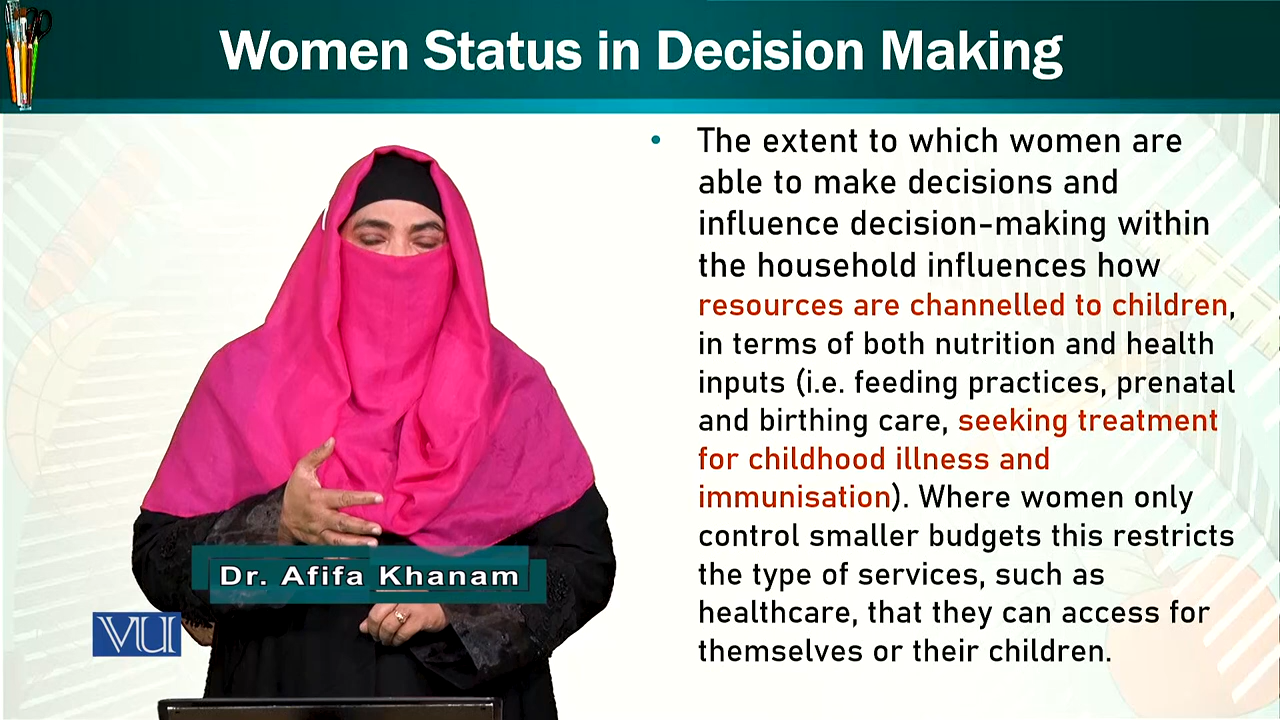 Women Status in Decision Making
• The extent to which women are
able to make decisions and
influence decision-making within
the household influences how
resources are channelled to children,
in terms of both nutrition and health
inputs (i.e. feeding practices, prenatal
and birthing care, seeking treatment
for childhood illness and
immunisation). Where women only
control smaller budgets this restricts
the type of services, such as
healthcare, that they can access for
themselves or their children.
Dr. Afifa Khanam
VU